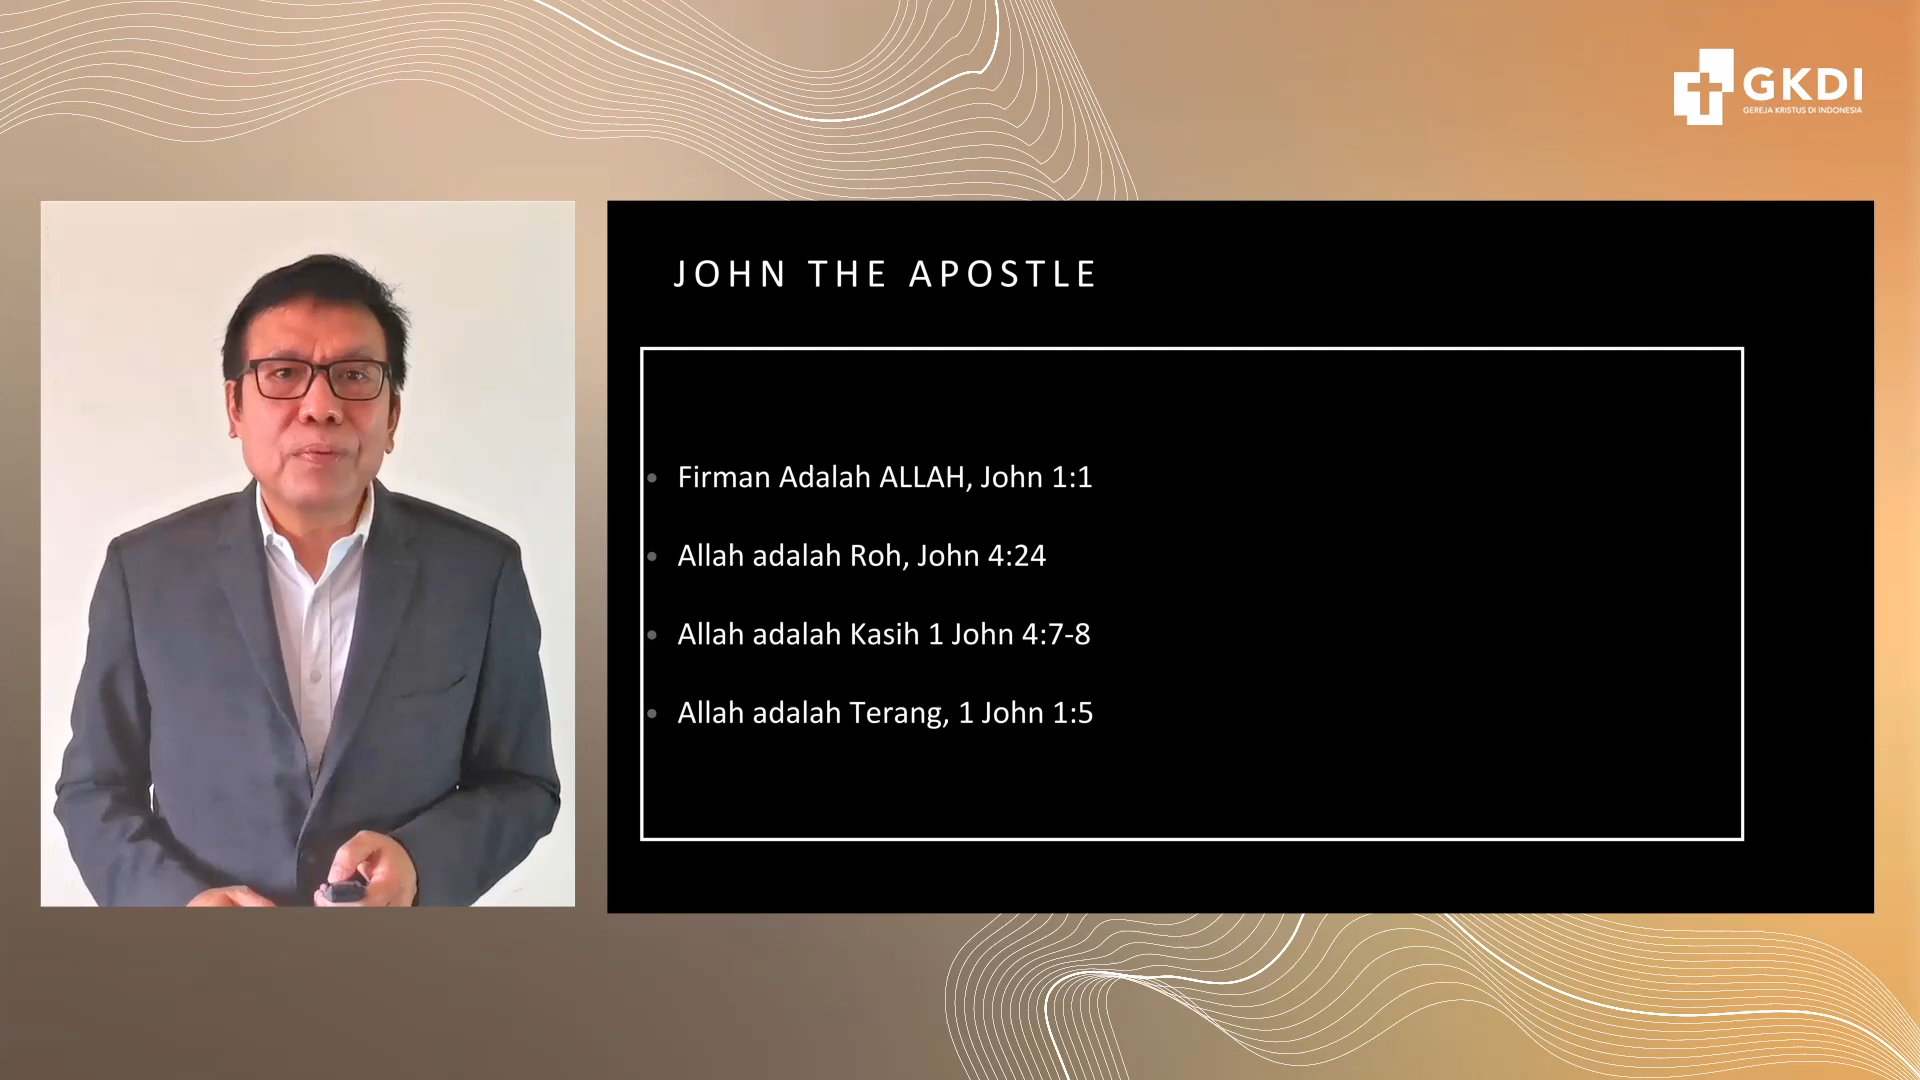 GKDI
GEREJA KRISTUS DI INDONESIA
JOHN THE APOSTLE
• Firman Adalah ALLAH, John 1:1
• Allah adalah Roh, John 4:24
• Allah adalah Kasih 1 John 4:7-8
• Allah adalah Terang, 1 John 1:5